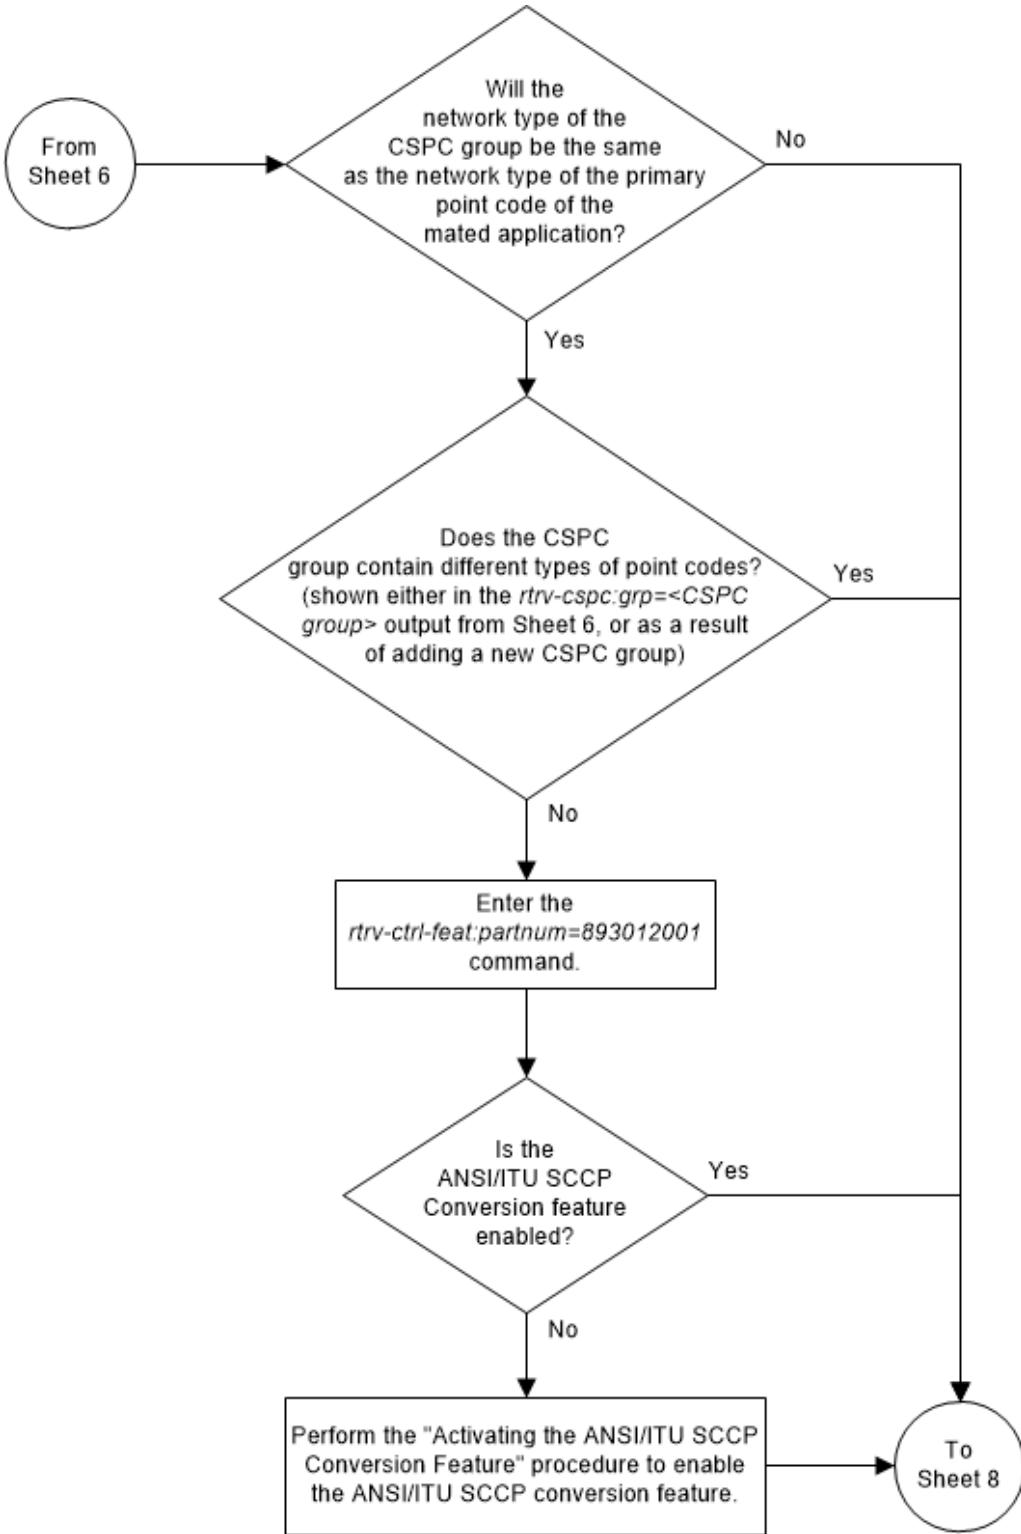 From
Sheet 6
Will the
network type of the
CSPC group be the same
as the network type of the primary
point code of the
mated application?
No
Yes
Does the CSPC
group contain different types of point codes?
(shown either in the rtrv-cspc:grp=<CSPC
group> output from Sheet 6, or as a result
of adding a new CSPC group)
Yes
No
Enter the
rtrv-ctrl-feat:partnum=893012001
command.
Is the
ANSI/ITU SCCP
Conversion feature
enabled?
Yes
No
Perform the "Activating the ANSI/ITU SCCP
Conversion Feature" procedure to enable
the ANSI/ITU SCCP conversion feature.
To
Sheet 8